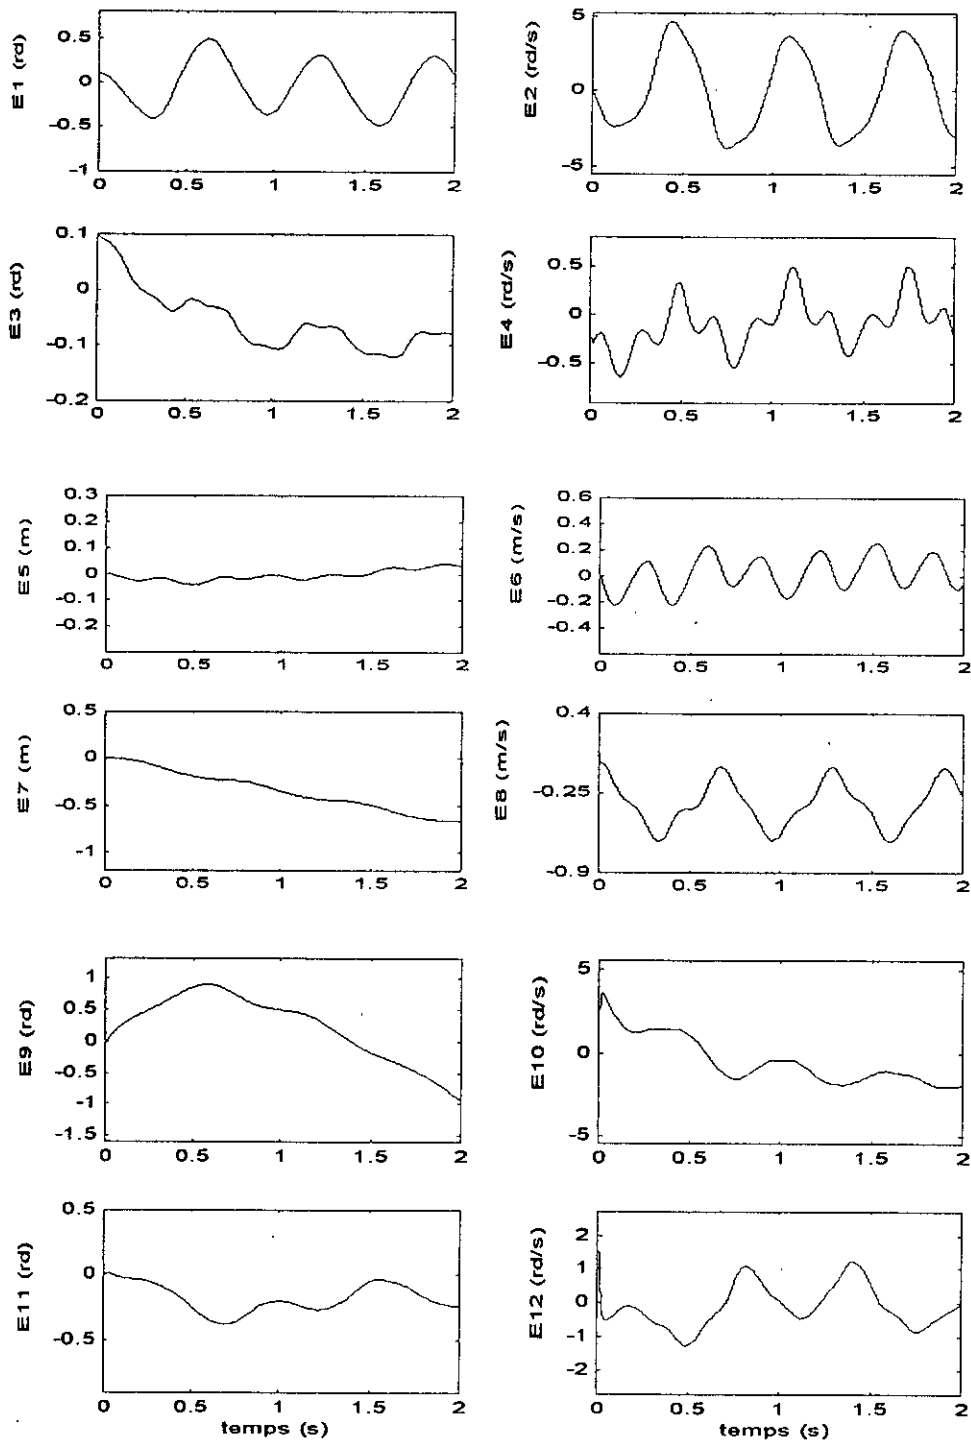 E1 (rd)
0.5
0
-0.5
-1
0 0.5 1 1.5 2
E2 (rd/s)
5
0
-5
0 0.5 1 1.5 2
E3 (rd)
0.1
0
-0.1
-0.2
0 0.5 1 1.5 2
E4 (rd/s)
0.5
0
-0.5
0 0.5 1 1.5 2
E5 (m)
0.3
0.2
0.1
0
-0.1
-0.2
0 0.5 1 1.5 2
E6 (m/s)
0.6
0.4
0.2
0
-0.2
-0.4
0 0.5 1 1.5 2
E7 (m)
0.5
0
-0.5
-1
0 0.5 1 1.5 2
E8 (m/s)
0.4
-0.25
-0.9
0 0.5 1 1.5 2
E9 (rd)
1
0.5
0
-0.5
-1
-1.5
0 0.5 1 1.5 2
E10 (rd/s)
5
0
-5
0 0.5 1 1.5 2
E11 (rd)
0.5
0
-0.5
0 0.5 1 1.5 2
temps (s)
E12 (rd/s)
2
1
0
-1
-2
0 0.5 1 1.5 2
temps (s)